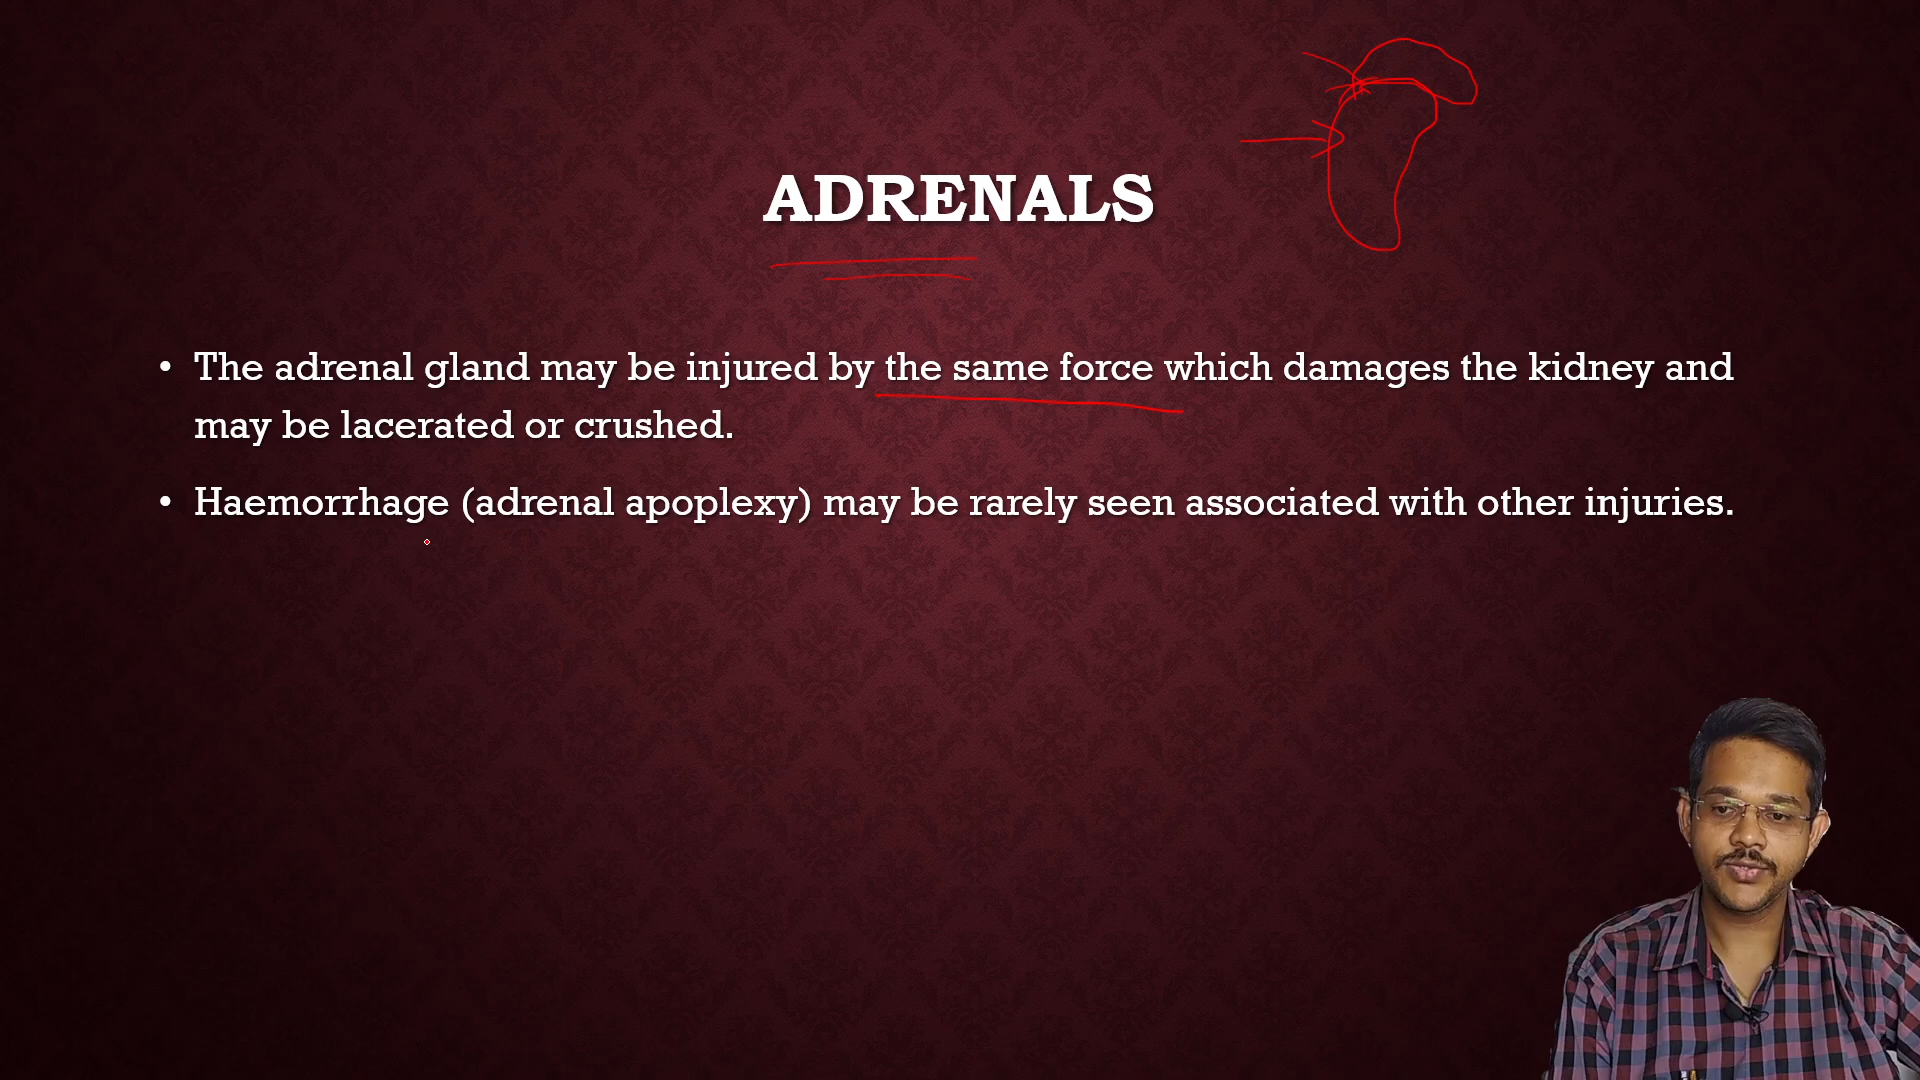 ADRENALS
• The adrenal gland may be injured by the same force which damages the kidney and
may be lacerated or crushed.
• Haemorrhage (adrenal apoplexy) may be rarely seen associated with other injuries.